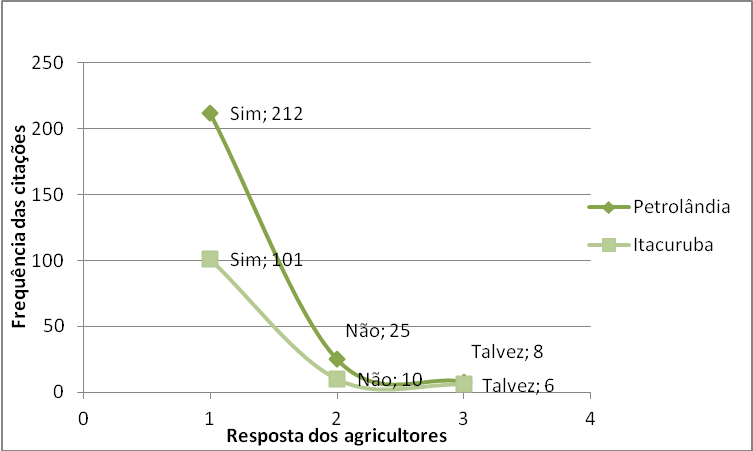 250
200
150
100
50
0
Frequência das citações
Sim; 212
Sim; 101
Não; 25
Não; 10
Talvez; 8
Talvez; 6
0 1 2 3 4
Resposta dos agricultores
Petrolândia
Itacuruba